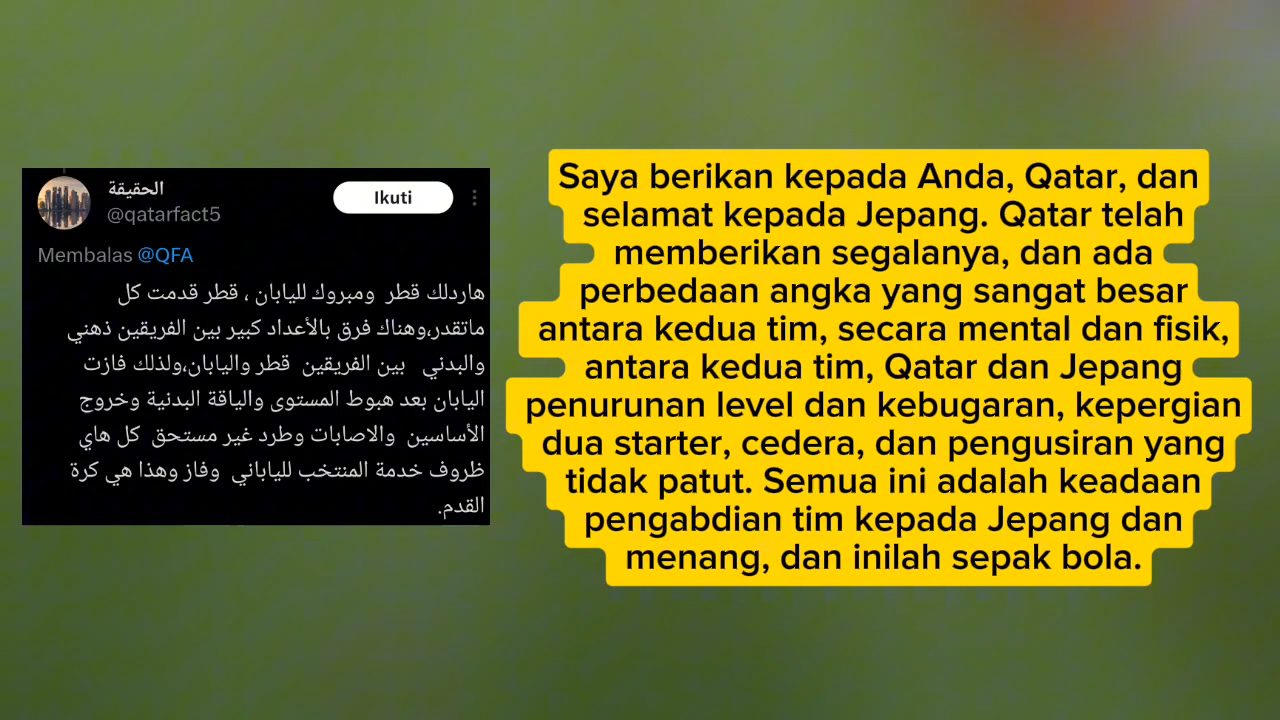 الحقيقة
@qatarfact5
Ikuti
Membalas @QFA
هاردلك قطر ومبروك لليابان ، قطر قدمت كل
ماتقدر،وهناك فرق بالأعداد كبير بين الفريقين ذهني
والبدني بين الفريقين قطر واليابان،ولذلك فازت
اليابان بعد هبوط المستوى والياقة البدنية وخروج
الأساسين والاصابات وطرد غير مستحق كل هاي
ظروف خدمة المنتخب للياباني وفاز وهذا هي كرة
القدم.
Saya berikan kepada Anda, Qatar, dan
selamat kepada Jepang. Qatar telah
memberikan segalanya, dan ada
perbedaan angka yang sangat besar
antara kedua tim, secara mental dan fisik,
antara kedua tim, Qatar dan Jepang
penurunan level dan kebugaran, kepergian
dua starter, cedera, dan pengusiran yang
tidak patut. Semua ini adalah keadaan
pengabdian tim kepada Jepang dan
menang, dan inilah sepak bola.